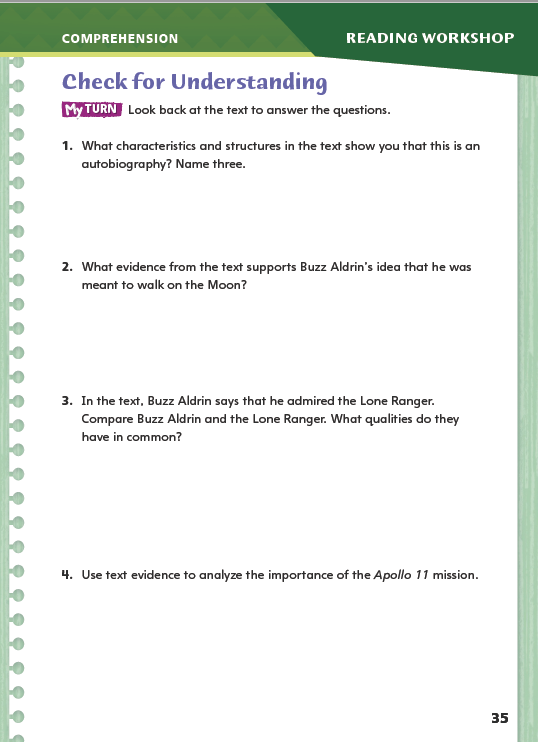 COMPREHENSION
READING WORKSHOP
Check for Understanding
My TURN Look back at the text to answer the questions.
1. What characteristics and structures in the text show you that this is an
autobiography? Name three.
2. What evidence from the text supports Buzz Aldrin's idea that he was
meant to walk on the Moon?
3. In the text, Buzz Aldrin says that he admired the Lone Ranger.
Compare Buzz Aldrin and the Lone Ranger. What qualities do they
have in common?
4. Use text evidence to analyze the importance of the Apollo 11 mission.
35